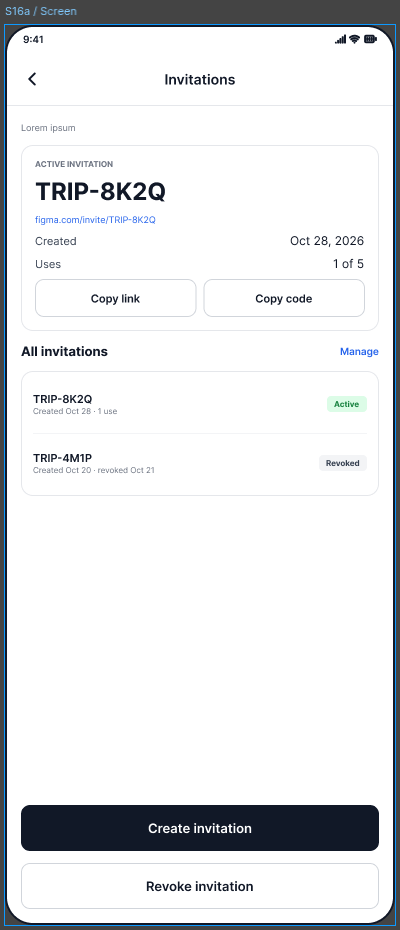 S16a / Screen
9:41
Invitations
Lorem ipsum
ACTIVE INVITATION
TRIP-8K2Q
figma.com/invite/TRIP-8K2Q
Created Oct 28, 2026
Uses 1 of 5
Copy link Copy code
All invitations Manage
TRIP-8K2Q
Created Oct 28 · 1 use
Active
TRIP-4M1P
Created Oct 20 · revoked Oct 21
Revoked
Create invitation
Revoke invitation